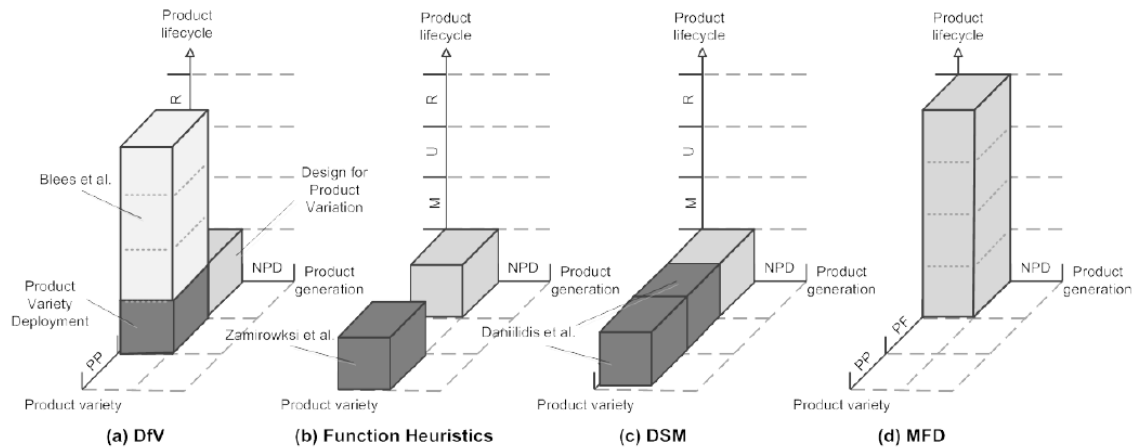 Product
lifecycle
R
Blees et al.
Design for
Product
Variation
Product
Variety
Deployment
PP
NPD
Product
generation
Product variety
(a) DfV
Product
lifecycle
R
U
M
NPD
Product
generation
Zamirowksi et al.
Product variety
(b) Function Heuristics
Product
lifecycle
R
U
M
NPD
Product
generation
Daniilidis et al.
Product variety
(c) DSM
Product
lifecycle
NPD
Product
generation
PF
PP
Product variety
(d) MFD